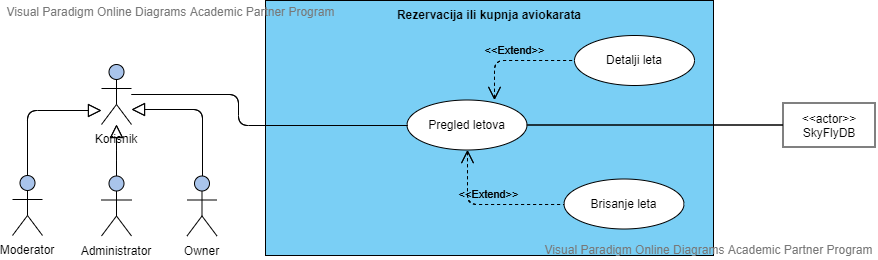 Visual Paradigm Online Diagrams Academic Partner Program
Rezervacija ili kupnja aviokarata
<<Extend>>
Detalji leta
Korisnik
Pregled letova
<<actor>>
SkyFlyDB
<<Extend>>
Brisanje leta
Moderator
Administrator
Owner
Visual Paradigm Online Diagrams Academic Partner Program